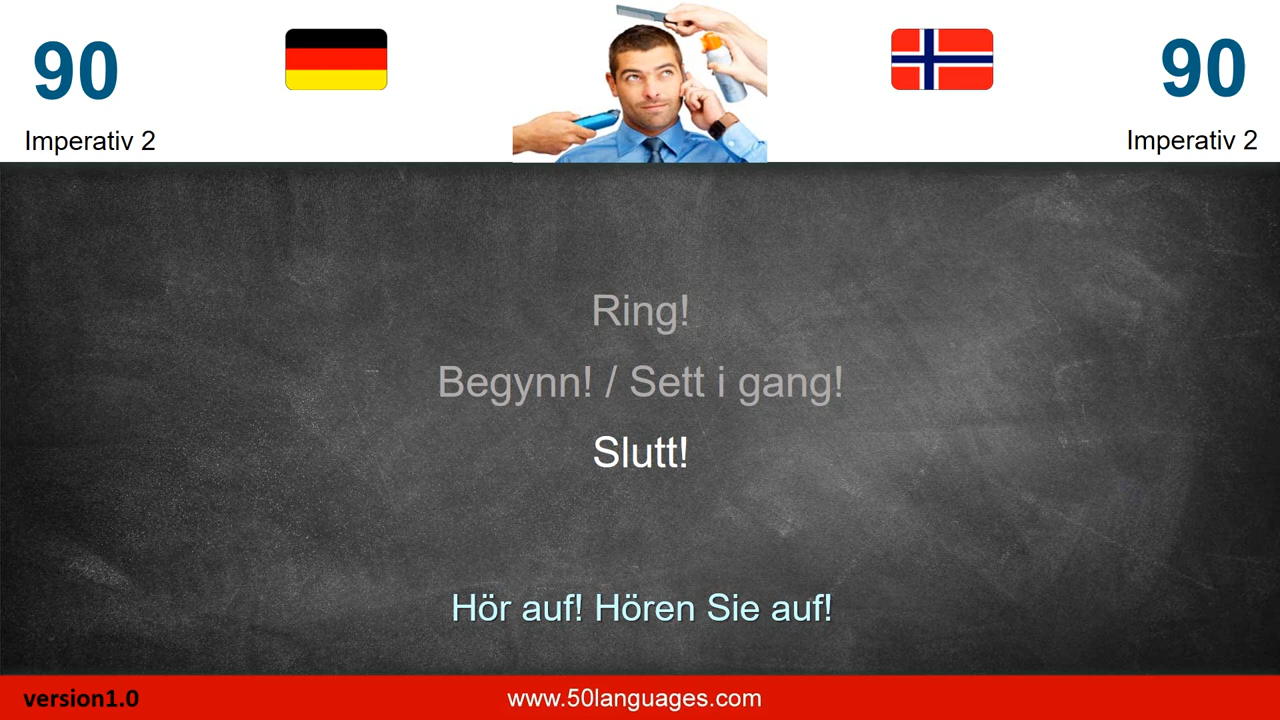 90
90
Imperativ 2
Imperativ 2
Ring!
Begynn! / Sett i gang!
Slutt!
Hör auf! Hören Sie auf!
version1.0
www.50languages.com